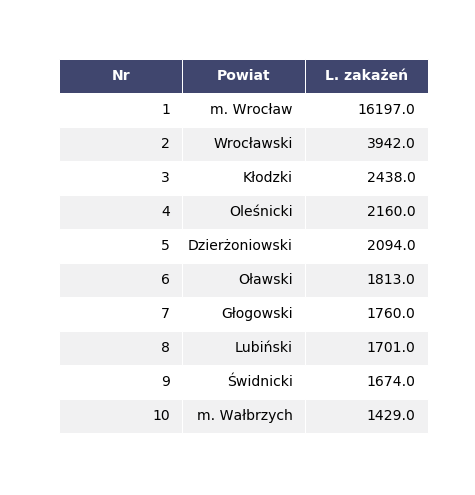 Nr Powiat L. zakażeń
1 m. Wrocław 16197.0
2 Wrocławski 3942.0
3 Kłodzki 2438.0
4 Oleśnicki 2160.0
5 Dzierżoniowski 2094.0
6 Oławski 1813.0
7 Głogowski 1760.0
8 Lubiński 1701.0
9 Świdnicki 1674.0
10 m. Wałbrzych 1429.0